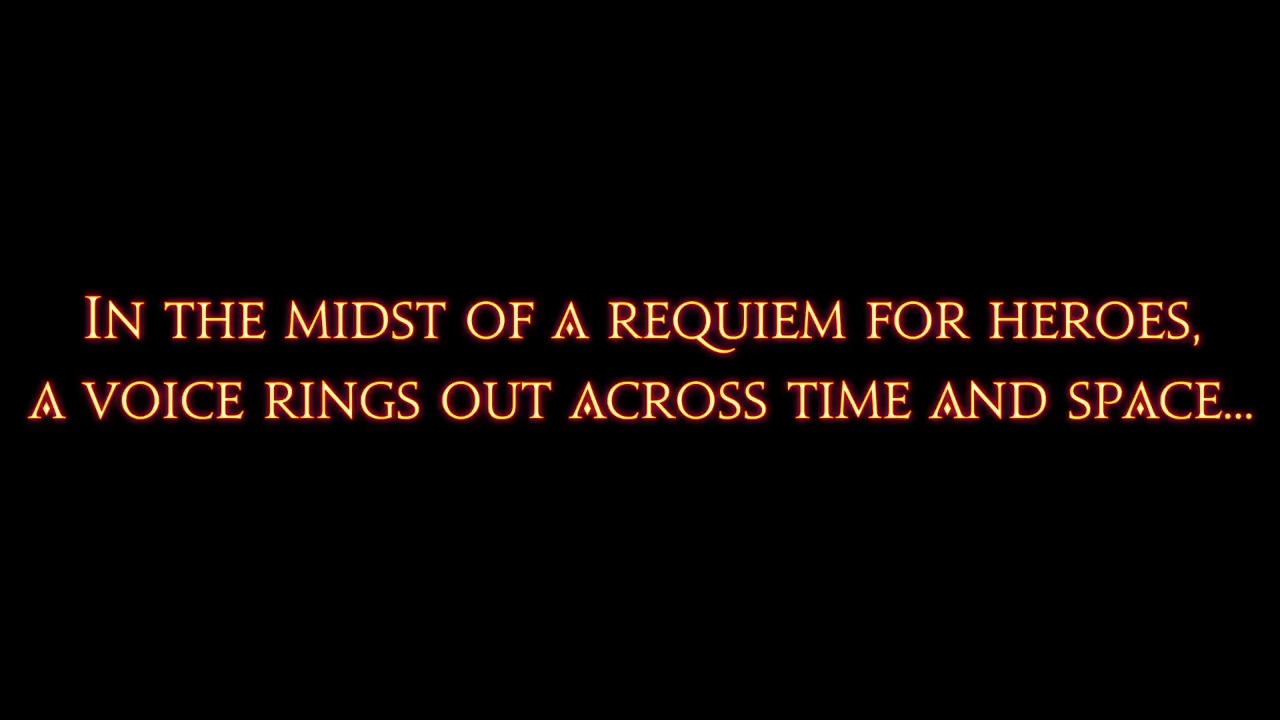 In the midst of a requiem for heroes,
a voice rings out across time and space...